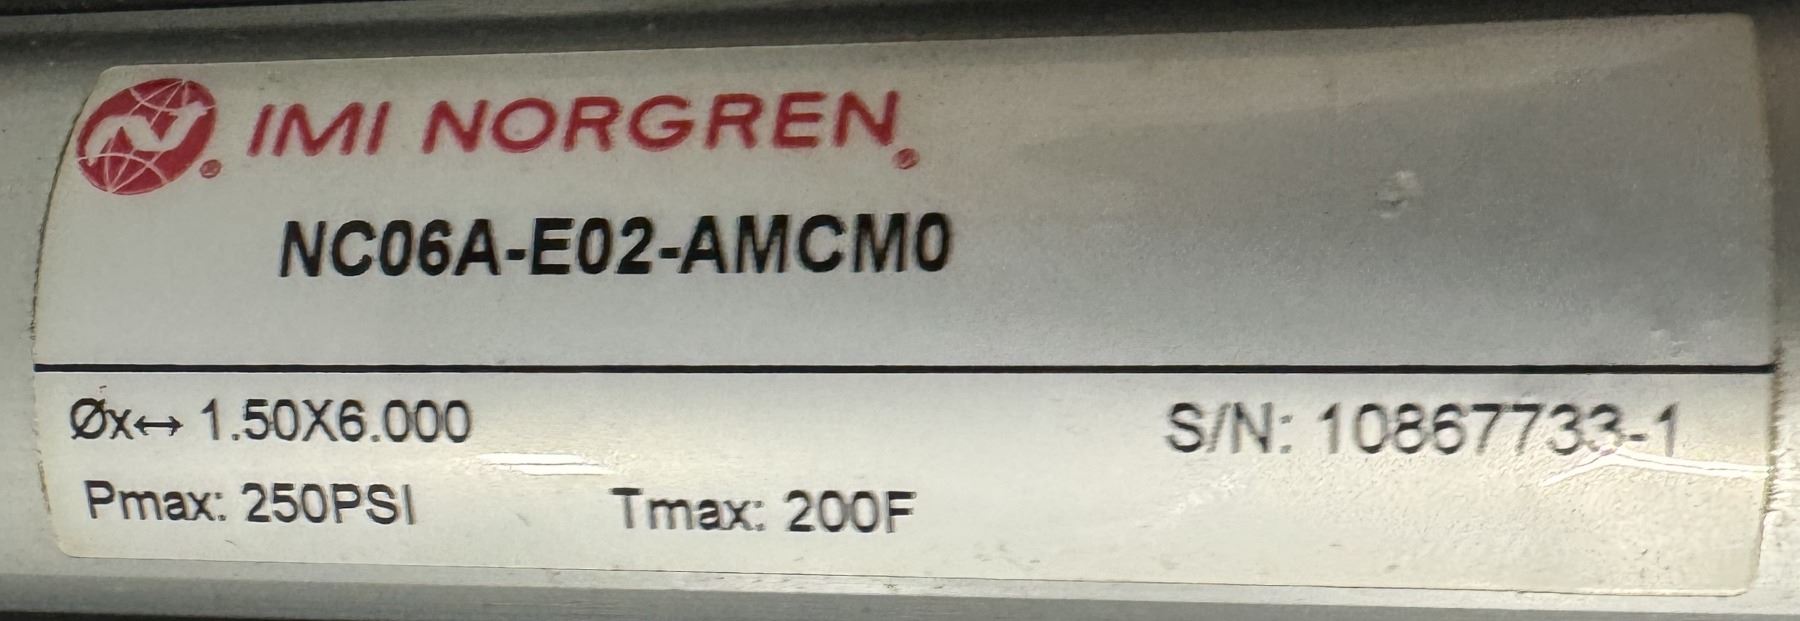 IMI NORGREN®
NC06A-E02-AMCM0
Øx↔ 1.50X6.000
S/N: 10867733-1
Pmax: 250PSI Tmax: 200F